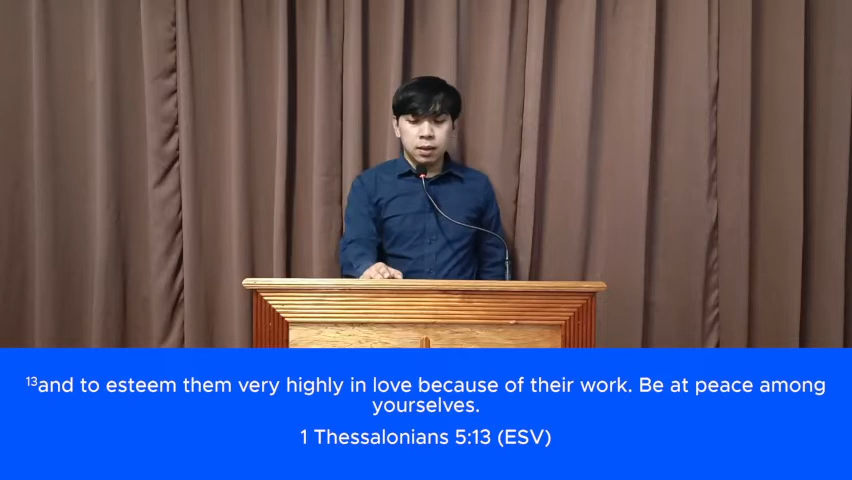 ¹³and to esteem them very highly in love because of their work. Be at peace among
yourselves.
1 Thessalonians 5:13 (ESV)